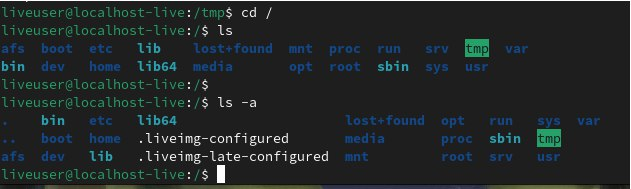 liveuser@localhost-live:/tmp$ cd /
liveuser@localhost-live:/$ ls
afs  boot  etc   lib    lost+found  mnt  proc  run   srv  tmp  var
bin  dev   home  lib64  media       opt  root  sbin  sys  usr
liveuser@localhost-live:/$
liveuser@localhost-live:/$ ls -a
.    bin   etc   lib64                     lost+found  opt   run   sys  var
..   boot  home  .liveimg-configured       media       proc  sbin  tmp
afs  dev   lib   .liveimg-late-configured  mnt         root  srv   usr
liveuser@localhost-live:/$